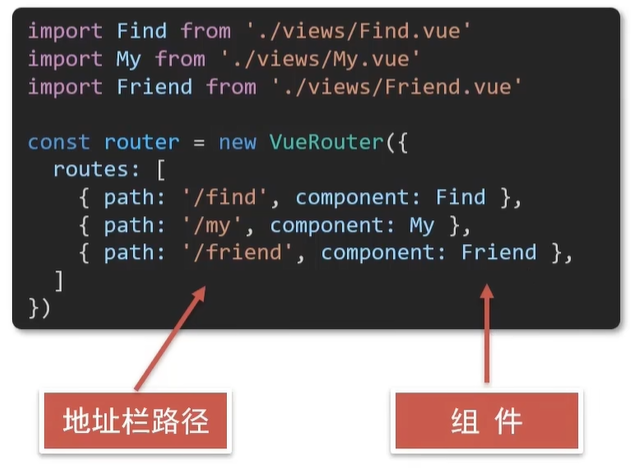 import Find from './views/Find.vue'
import My from './views/My.vue'
import Friend from './views/Friend.vue'
const router = new VueRouter({
  routes: [
    { path: '/find', component: Find },
    { path: '/my', component: My },
    { path: '/friend', component: Friend },
  ]
})
地址栏路径
组 件